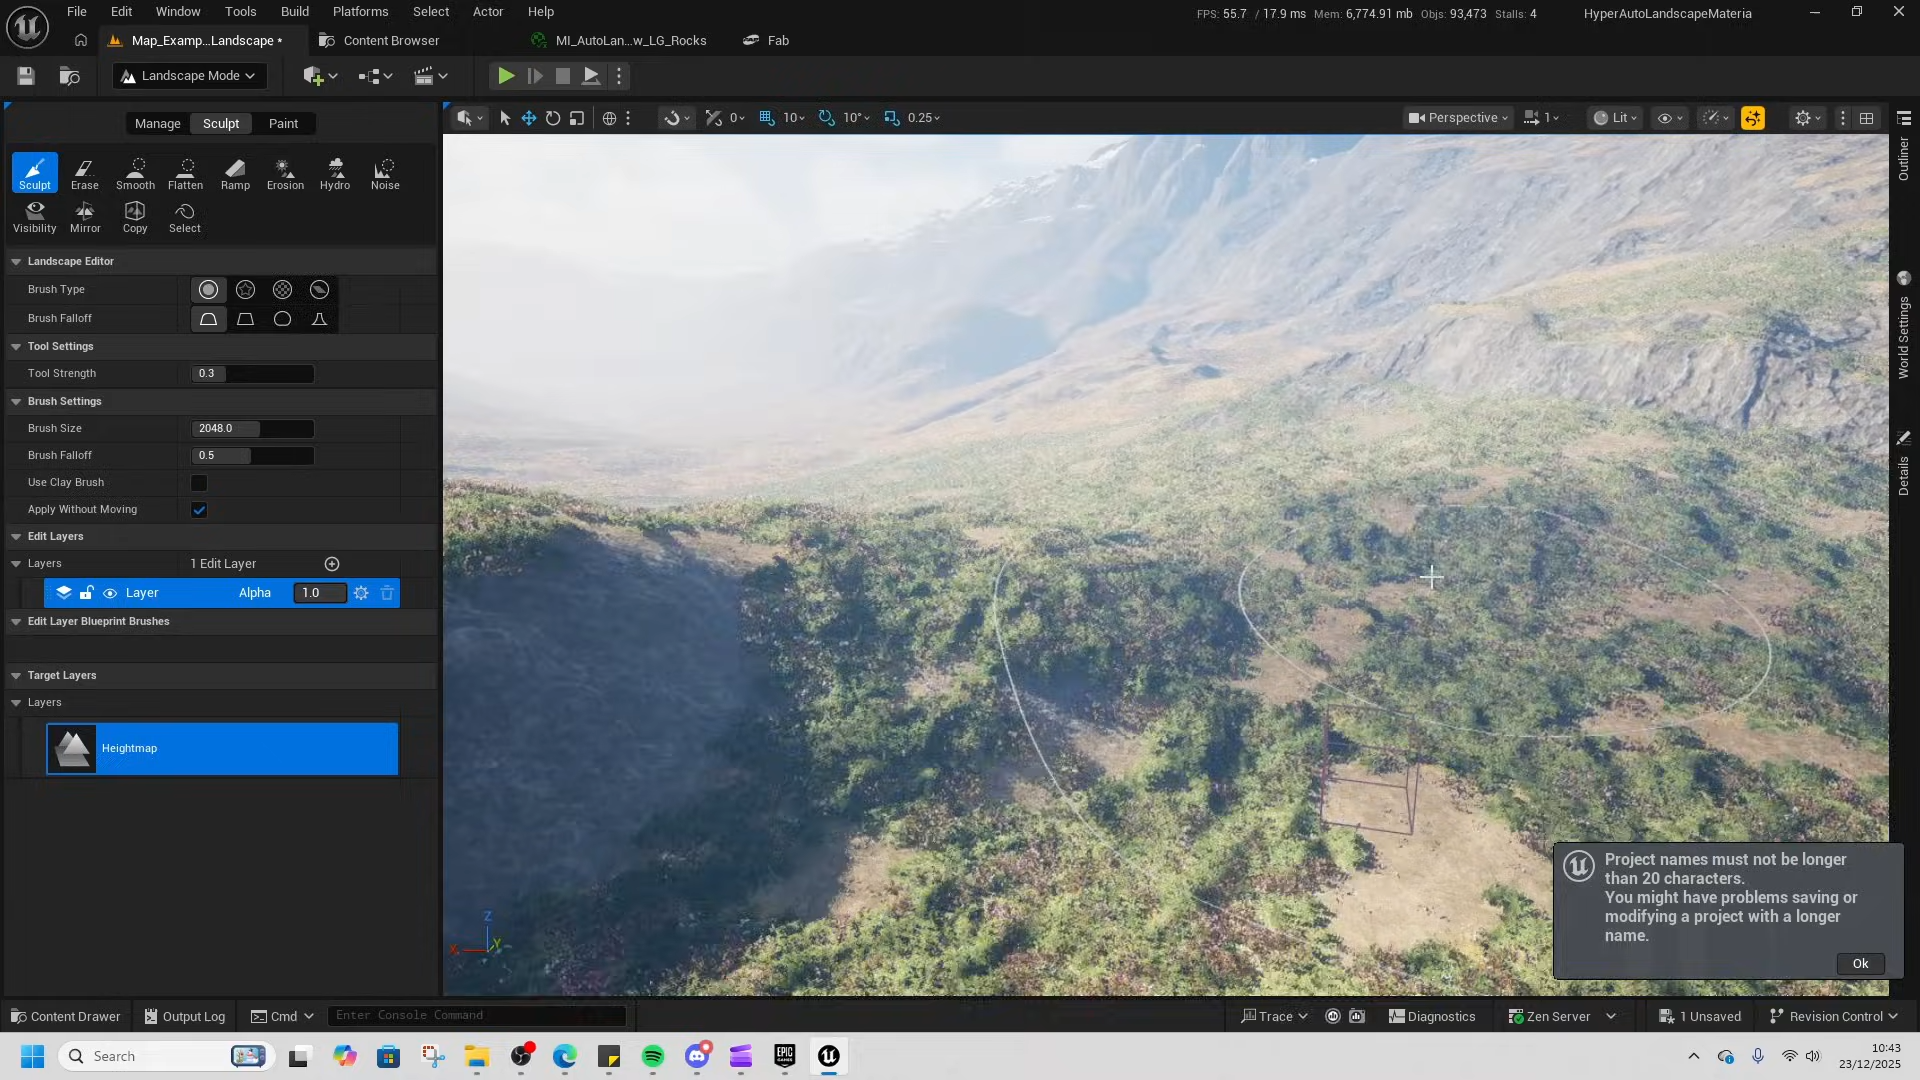 File Edit Window Tools Build Platforms Select Actor Help
FPS: 55.7 / 17.9 ms Mem: 6,774.91 mb Objs: 93,473 Stalls: 4 HyperAutoLandscapeMateria
Map_Examp...Landscape • Content Browser MI_AutoLan...w_LG_Rocks Fab
Landscape Mode
Manage Sculpt Paint
0 10 10° 0.25 Perspective 1 Lit
Sculpt Erase Smooth Flatten Ramp Erosion Hydro Noise
Visibility Mirror Copy Select
Landscape Editor
Brush Type
Brush Falloff
Tool Settings
Tool Strength 0.3
Brush Settings
Brush Size 2048.0
Brush Falloff 0.5
Use Clay Brush
Apply Without Moving
Edit Layers
Layers 1 Edit Layer
Layer Alpha 1.0
Edit Layer Blueprint Brushes
Target Layers
Layers
Heightmap
Outliner
World Settings
Details
Z
X Y
Project names must not be longer
than 20 characters.
You might have problems saving or
modifying a project with a longer
name.
Ok
Content Drawer Output Log Cmd Enter Console Command Trace Diagnostics Zen Server 1 Unsaved Revision Control
Search EPIC GAMES
10:43
23/12/2025